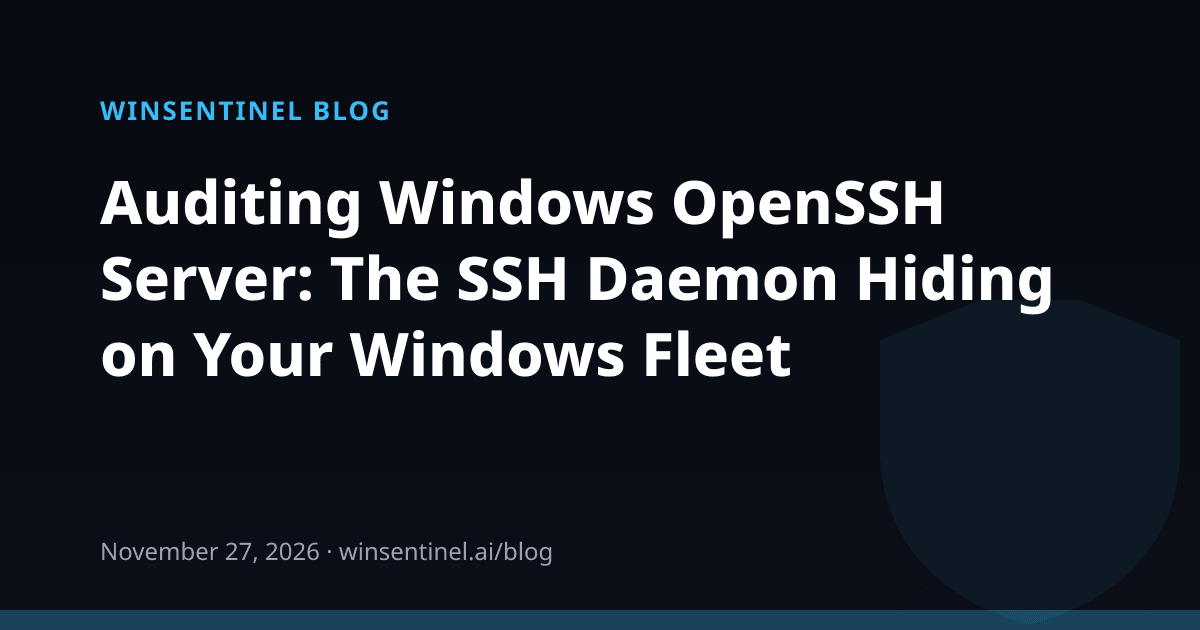 WINSENTINEL BLOG
Auditing Windows OpenSSH
Server: The SSH Daemon Hiding
on Your Windows Fleet
November 27, 2026 · winsentinel.ai/blog